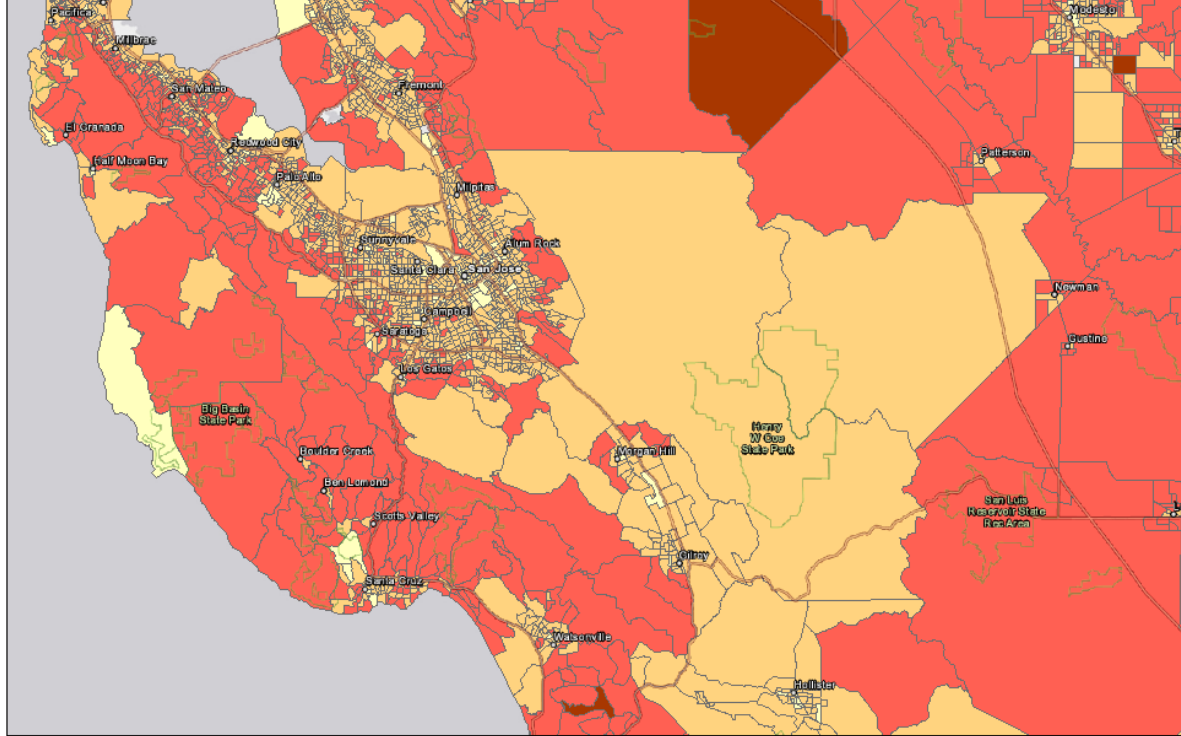 Pacifica
Modesto
Millbrae
San Mateo
Fremont
El Granada
Redwood City
Half Moon Bay
Patterson
Palo Alto
Milpitas
Sunnyvale
Alum Rock
Santa Clara
San Jose
Newman
Campbell
Saratoga
Gustine
Los Gatos
Big Basin
State Park
Henry
W Coe
State Park
Boulder Creek
Morgan Hill
Ben Lomond
San Luis
Reservoir State
Rec Area
Scotts Valley
Gilroy
Santa Cruz
Watsonville
Hollister